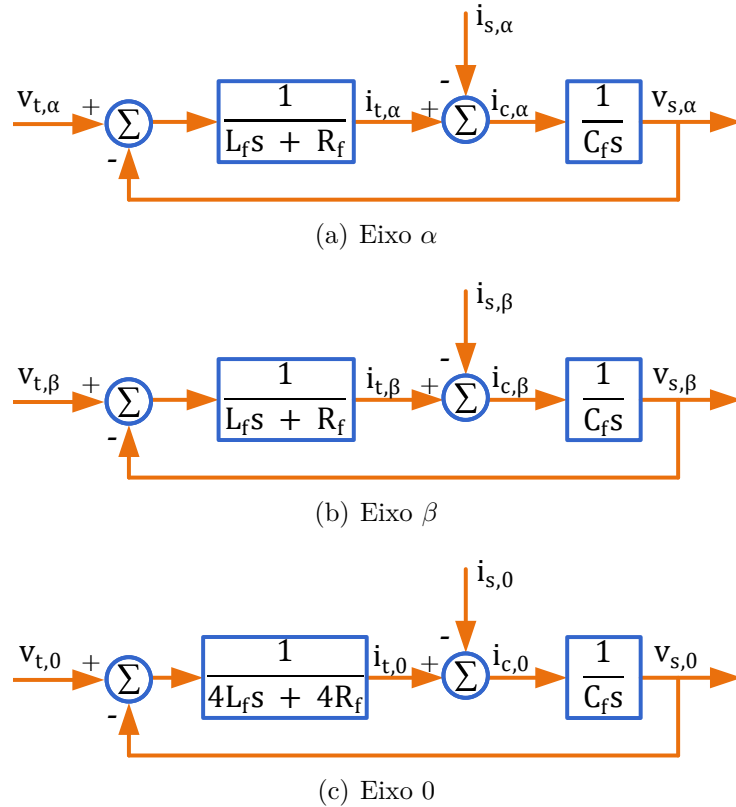 i_s,α
v_t,α + Σ - 1 / (L_f s + R_f) i_t,α + - Σ i_c,α 1 / (C_f s) v_s,α
(a) Eixo α
i_s,β
v_t,β + Σ - 1 / (L_f s + R_f) i_t,β + - Σ i_c,β 1 / (C_f s) v_s,β
(b) Eixo β
i_s,0
v_t,0 + Σ - 1 / (4L_f s + 4R_f) i_t,0 + - Σ i_c,0 1 / (C_f s) v_s,0
(c) Eixo 0